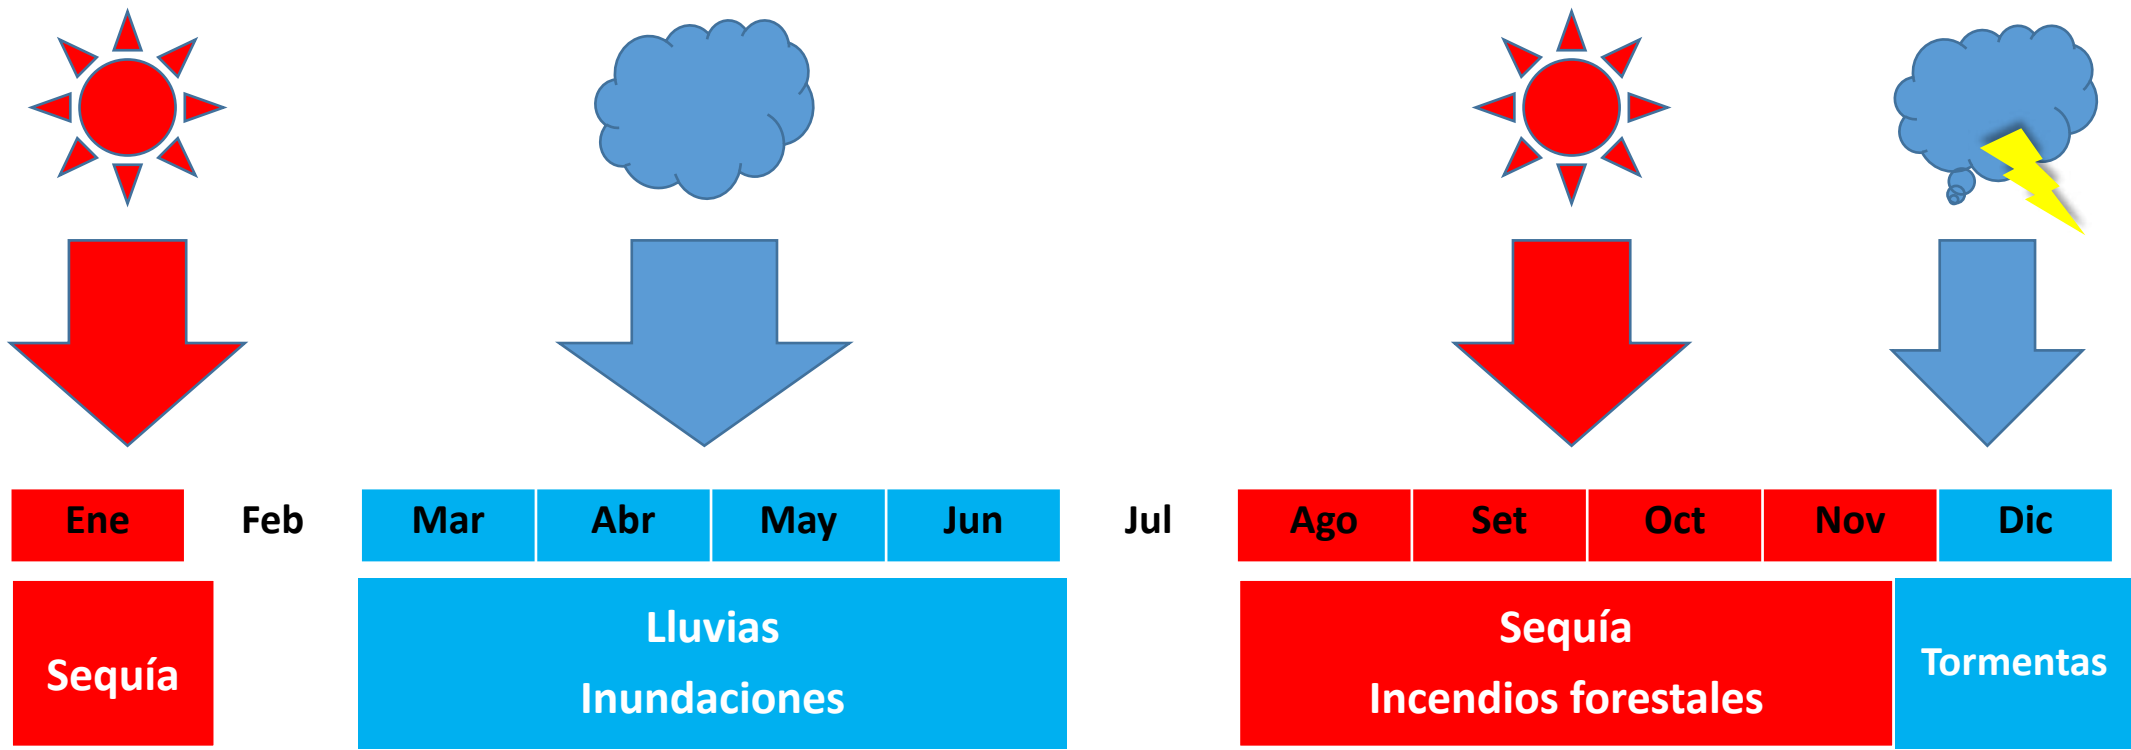 Ene Feb Mar Abr May Jun Jul Ago Set Oct Nov Dic
Sequía
Lluvias
Inundaciones
Sequía
Incendios forestales
Tormentas